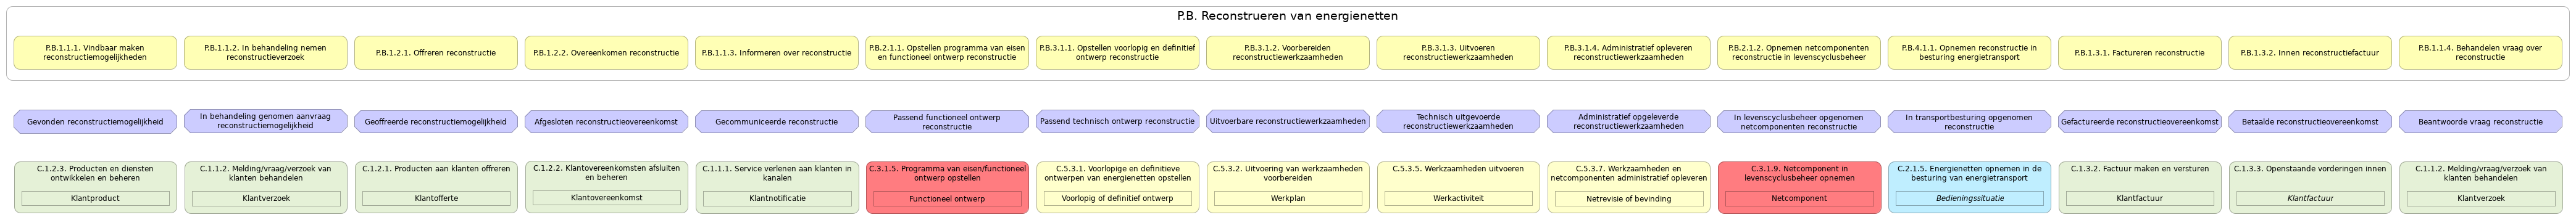 P.B. Reconstrueren van energienetten
P.B.1.1.1. Vindbaar maken
reconstructiemogelijkheden
P.B.1.1.2. In behandeling nemen
reconstructieverzoek
P.B.1.2.1. Offreren reconstructie
P.B.1.2.2. Overeenkomen reconstructie
P.B.1.1.3. Informeren over reconstructie
P.B.2.1.1. Opstellen programma van eisen
en functioneel ontwerp reconstructie
P.B.3.1.1. Opstellen voorlopig en definitief
ontwerp reconstructie
P.B.3.1.2. Voorbereiden
reconstructiewerkzaamheden
P.B.3.1.3. Uitvoeren
reconstructiewerkzaamheden
P.B.3.1.4. Administratief opleveren
reconstructiewerkzaamheden
P.B.2.1.2. Opnemen netcomponenten
reconstructie in levenscyclusbeheer
P.B.4.1.1. Opnemen reconstructie in
besturing energietransport
P.B.1.3.1. Factureren reconstructie
P.B.1.3.2. Innen reconstructiefactuur
P.B.1.1.4. Behandelen vraag over
reconstructie
Gevonden reconstructiemogelijkheid
In behandeling genomen aanvraag
reconstructiemogelijkheid
Geoffreerde reconstructiemogelijkheid
Afgesloten reconstructieovereenkomst
Gecommuniceerde reconstructie
Passend functioneel ontwerp
reconstructie
Passend technisch ontwerp reconstructie
Uitvoerbare reconstructiewerkzaamheden
Technisch uitgevoerde
reconstructiewerkzaamheden
Administratief opgeleverde
reconstructiewerkzaamheden
In levenscyclusbeheer opgenomen
netcomponenten reconstructie
In transportbesturing opgenomen
reconstructie
Gefactureerde reconstructieovereenkomst
Betaalde reconstructieovereenkomst
Beantwoorde vraag reconstructie
C.1.2.3. Producten en diensten
ontwikkelen en beheren
Klantproduct
C.1.1.2. Melding/vraag/verzoek van
klanten behandelen
Klantverzoek
C.1.2.1. Producten aan klanten offreren
Klantofferte
C.1.2.2. Klantovereenkomsten afsluiten
en beheren
Klantovereenkomst
C.1.1.1. Service verlenen aan klanten in
kanalen
Klantnotificatie
C.3.1.5. Programma van eisen/functioneel
ontwerp opstellen
Functioneel ontwerp
C.5.3.1. Voorlopige en definitieve
ontwerpen van energienetten opstellen
Voorlopig of definitief ontwerp
C.5.3.2. Uitvoering van werkzaamheden
voorbereiden
Werkplan
C.5.3.5. Werkzaamheden uitvoeren
Werkactiviteit
C.5.3.7. Werkzaamheden en
netcomponenten administratief opleveren
Netrevisie of bevinding
C.3.1.9. Netcomponent in
levenscyclusbeheer opnemen
Netcomponent
C.2.1.5. Energienetten opnemen in de
besturing van energietransport
Bedieningssituatie
C.1.3.2. Factuur maken en versturen
Klantfactuur
C.1.3.3. Openstaande vorderingen innen
Klantfactuur
C.1.1.2. Melding/vraag/verzoek van
klanten behandelen
Klantverzoek